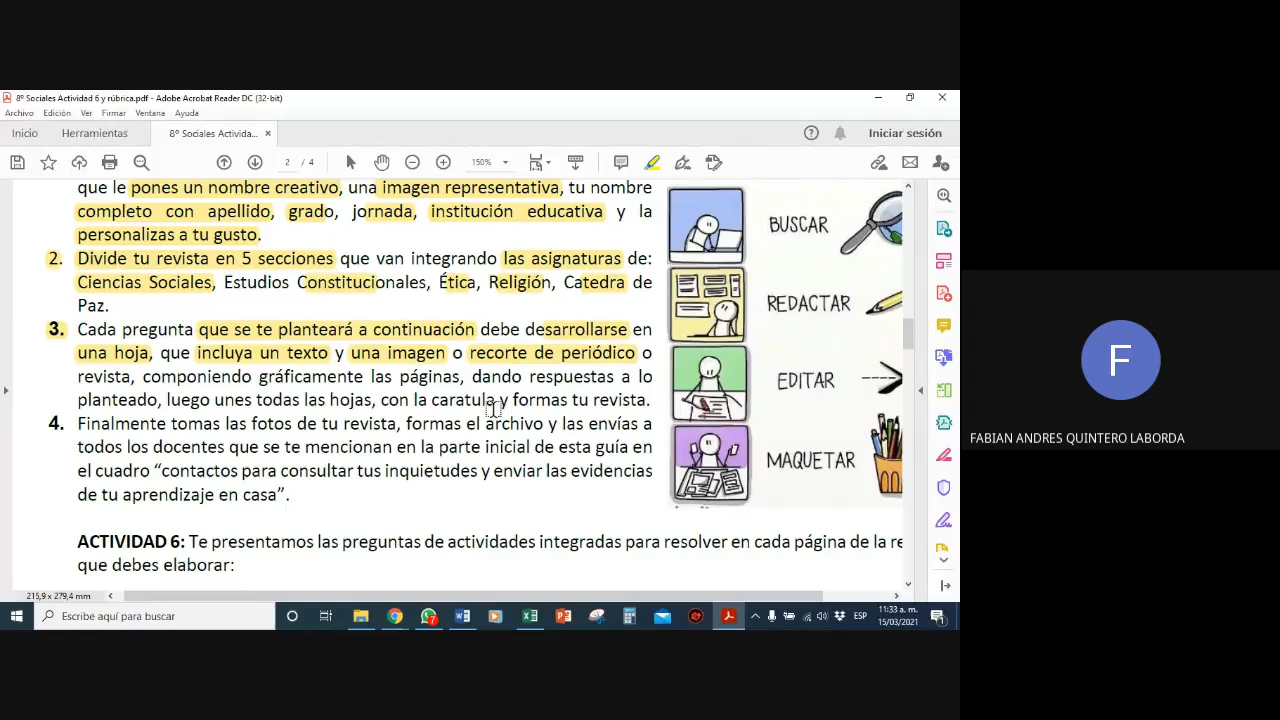 8º Sociales Actividad 6 y rúbrica.pdf - Adobe Acrobat Reader DC (32-bit)
Archivo Edición Ver Firmar Ventana Ayuda
Inicio Herramientas 8º Sociales Activida... × Iniciar sesión
2 / 4 150%
que le pones un nombre creativo, una imagen representativa, tu nombre
completo con apellido, grado, jornada, institución educativa y la
personalizas a tu gusto.
2. Divide tu revista en 5 secciones que van integrando las asignaturas de:
Ciencias Sociales, Estudios Constitucionales, Ética, Religión, Catedra de
Paz.
3. Cada pregunta que se te planteará a continuación debe desarrollarse en
una hoja, que incluya un texto y una imagen o recorte de periódico o
revista, componiendo gráficamente las páginas, dando respuestas a lo
planteado, luego unes todas las hojas, con la caratula y formas tu revista.
4. Finalmente tomas las fotos de tu revista, formas el archivo y las envías a
todos los docentes que se te mencionan en la parte inicial de esta guía en
el cuadro “contactos para consultar tus inquietudes y enviar las evidencias
de tu aprendizaje en casa”.
BUSCAR
REDACTAR
EDITAR
MAQUETAR
ACTIVIDAD 6: Te presentamos las preguntas de actividades integradas para resolver en cada página de la re
que debes elaborar:
215,9 x 279,4 mm
Escribe aquí para buscar
7
ESP
11:33 a. m.
15/03/2021
1
F
FABIAN ANDRES QUINTERO LABORDA